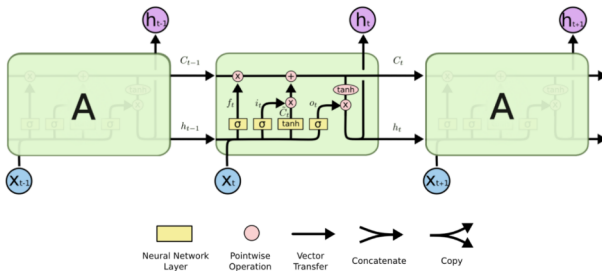 h_{t-1} h_t h_{t+1}
C_{t-1} C_t
A x + tanh A
f_t i_t x o_t x
C̃_t
σ σ tanh σ
h_{t-1} h_t
X_{t-1} X_t X_{t+1}
Neural Network Layer
Pointwise Operation
Vector Transfer
Concatenate
Copy